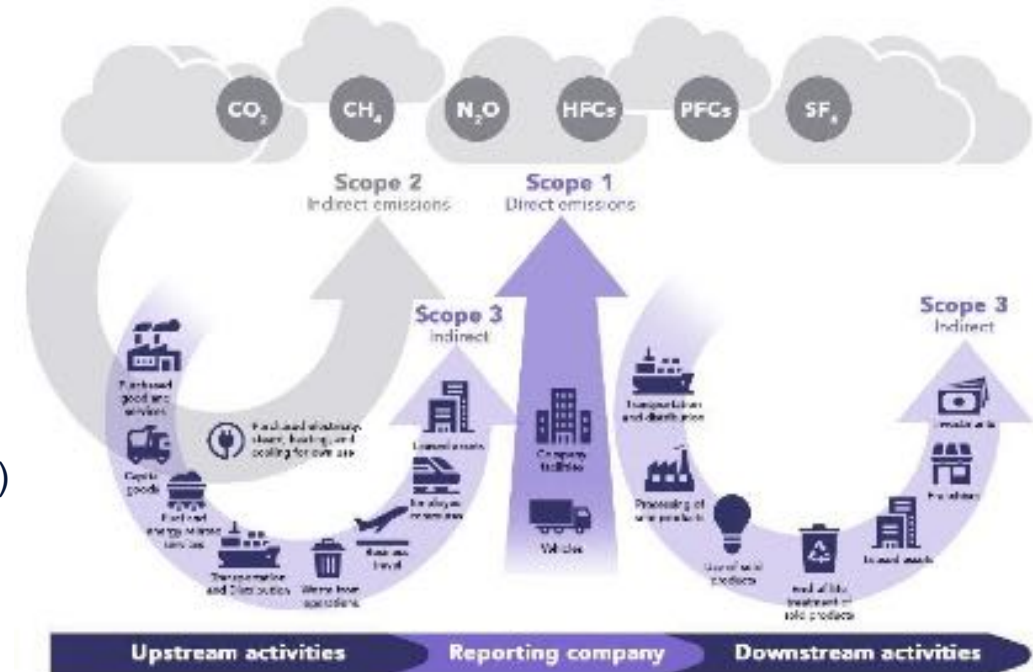 CO₂
CH₄
N₂O
HFCs
PFCs
SF₆
Scope 2
Indirect emissions
Scope 1
Direct emissions
Scope 3
Indirect
Scope 3
Indirect
Purchased
good and
services
Capital
goods
Fuel and
energy related
services
Transportation
and Distribution
Waste from
operations
Business
travel
Employee
commutes
Leased assets
Purchased electricity,
steam, heating, and
cooling for own use
Company
facilities
Vehicles
Transportation
and distribution
Processing of
sold products
Use of sold
products
End of life
treatment of
sold products
Leased assets
Franchises
Investments
)
Upstream activities
Reporting company
Downstream activities